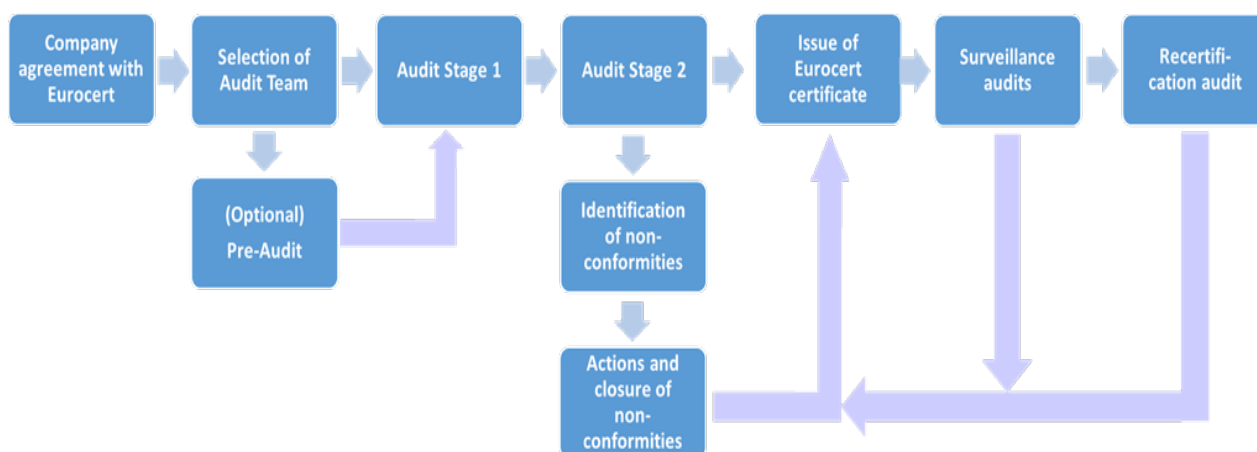 Company
agreement with
Eurocert
Selection of
Audit Team
Audit Stage 1
Audit Stage 2
Issue of
Eurocert
certificate
Surveillance
audits
Recertifi-
cation audit
(Optional)
Pre-Audit
Identification
of non-
conformities
Actions and
closure of
non-
conformities